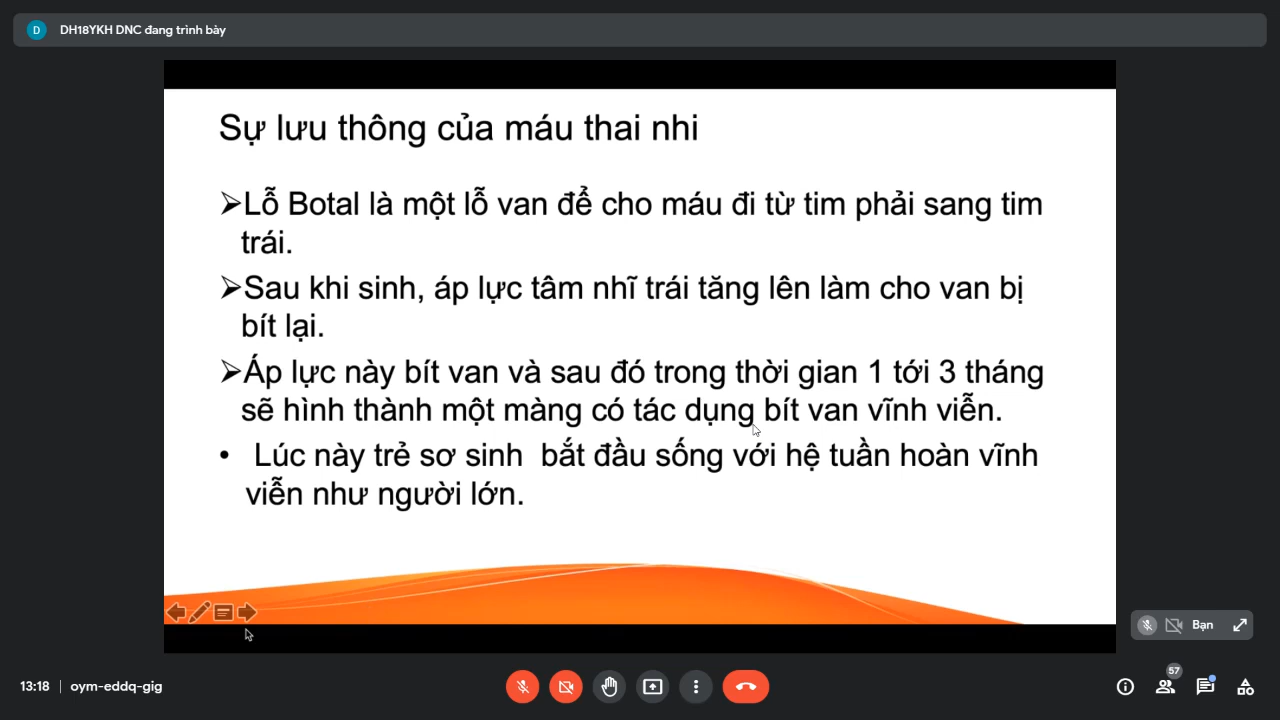 D DH18YKH DNC đang trình bày
Sự lưu thông của máu thai nhi
➢Lỗ Botal là một lỗ van để cho máu đi từ tim phải sang tim
trái.
➢Sau khi sinh, áp lực tâm nhĩ trái tăng lên làm cho van bị
bít lại.
➢Áp lực này bít van và sau đó trong thời gian 1 tới 3 tháng
sẽ hình thành một màng có tác dụng bít van vĩnh viễn.
• Lúc này trẻ sơ sinh bắt đầu sống với hệ tuần hoàn vĩnh
viễn như người lớn.
Bạn
13:18 | oym-eddq-gig
57